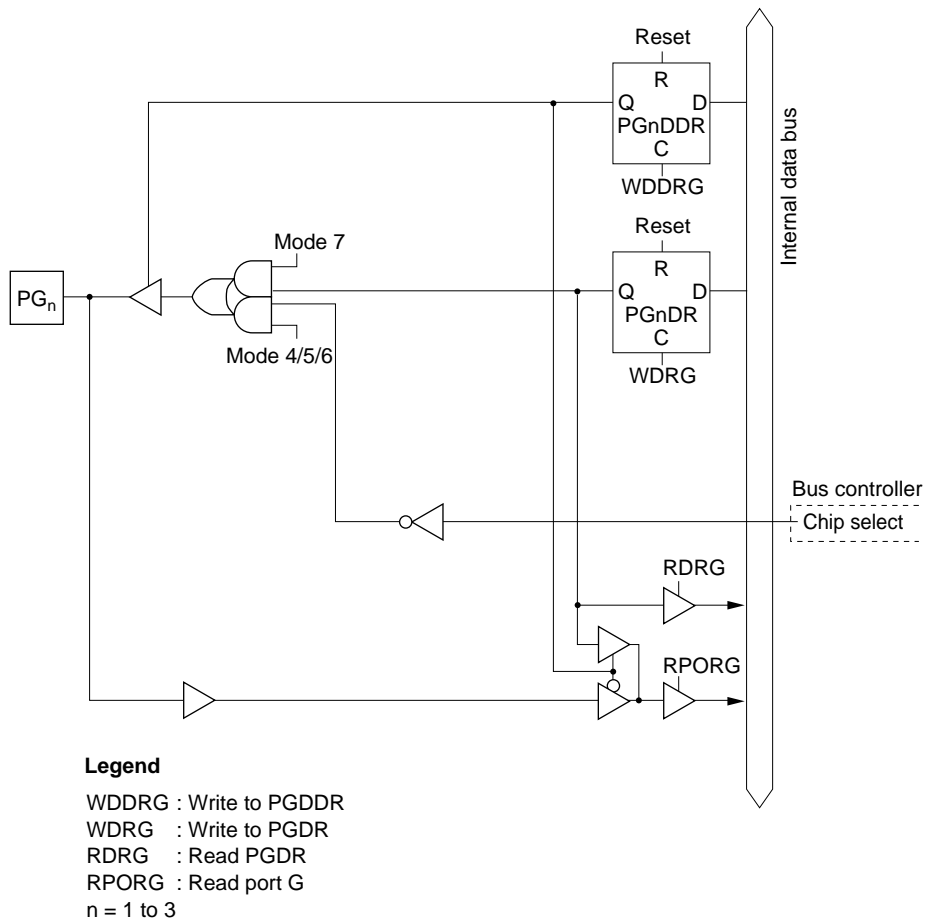 Reset
R
Q D
PGnDDR
C
WDDRG
Internal data bus
Reset
R
Q D
PGnDR
C
WDRG
Mode 7
PGn
Mode 4/5/6
Bus controller
Chip select
RDRG
RPORG
Legend
WDDRG : Write to PGDDR
WDRG : Write to PGDR
RDRG : Read PGDR
RPORG : Read port G
n = 1 to 3